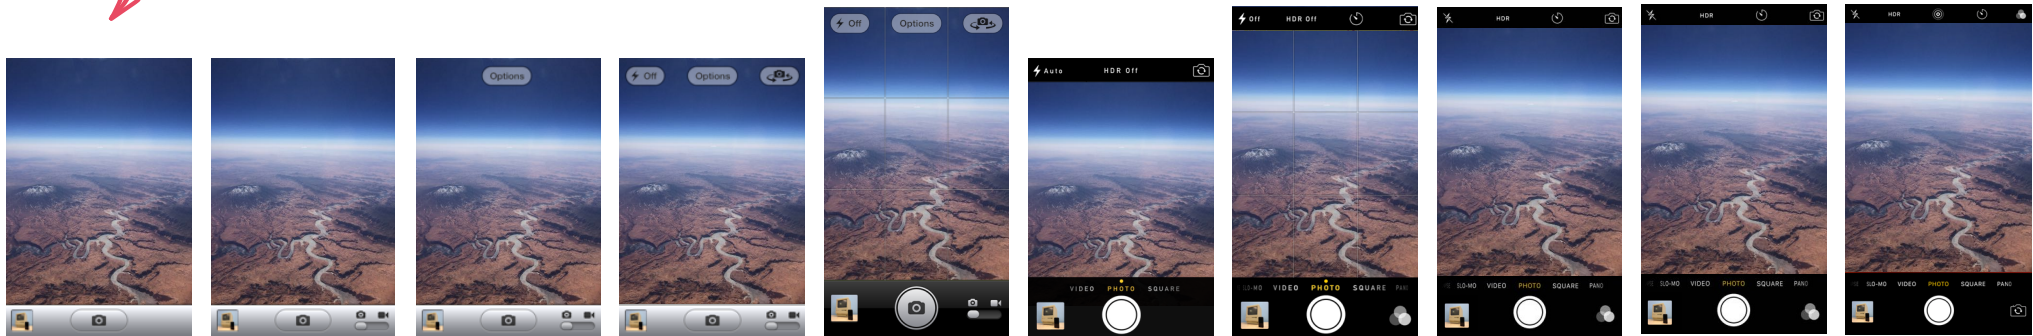 Options
Off Options
Off Options
Auto HDR Off
VIDEO PHOTO SQUARE
Off HDR Off
VIDEO PHOTO SQUARE PANO
HDR
SLO-MO VIDEO PHOTO SQUARE PANO
HDR
SLO-MO VIDEO PHOTO SQUARE PANO
HDR
SLO-MO VIDEO PHOTO SQUARE PANO